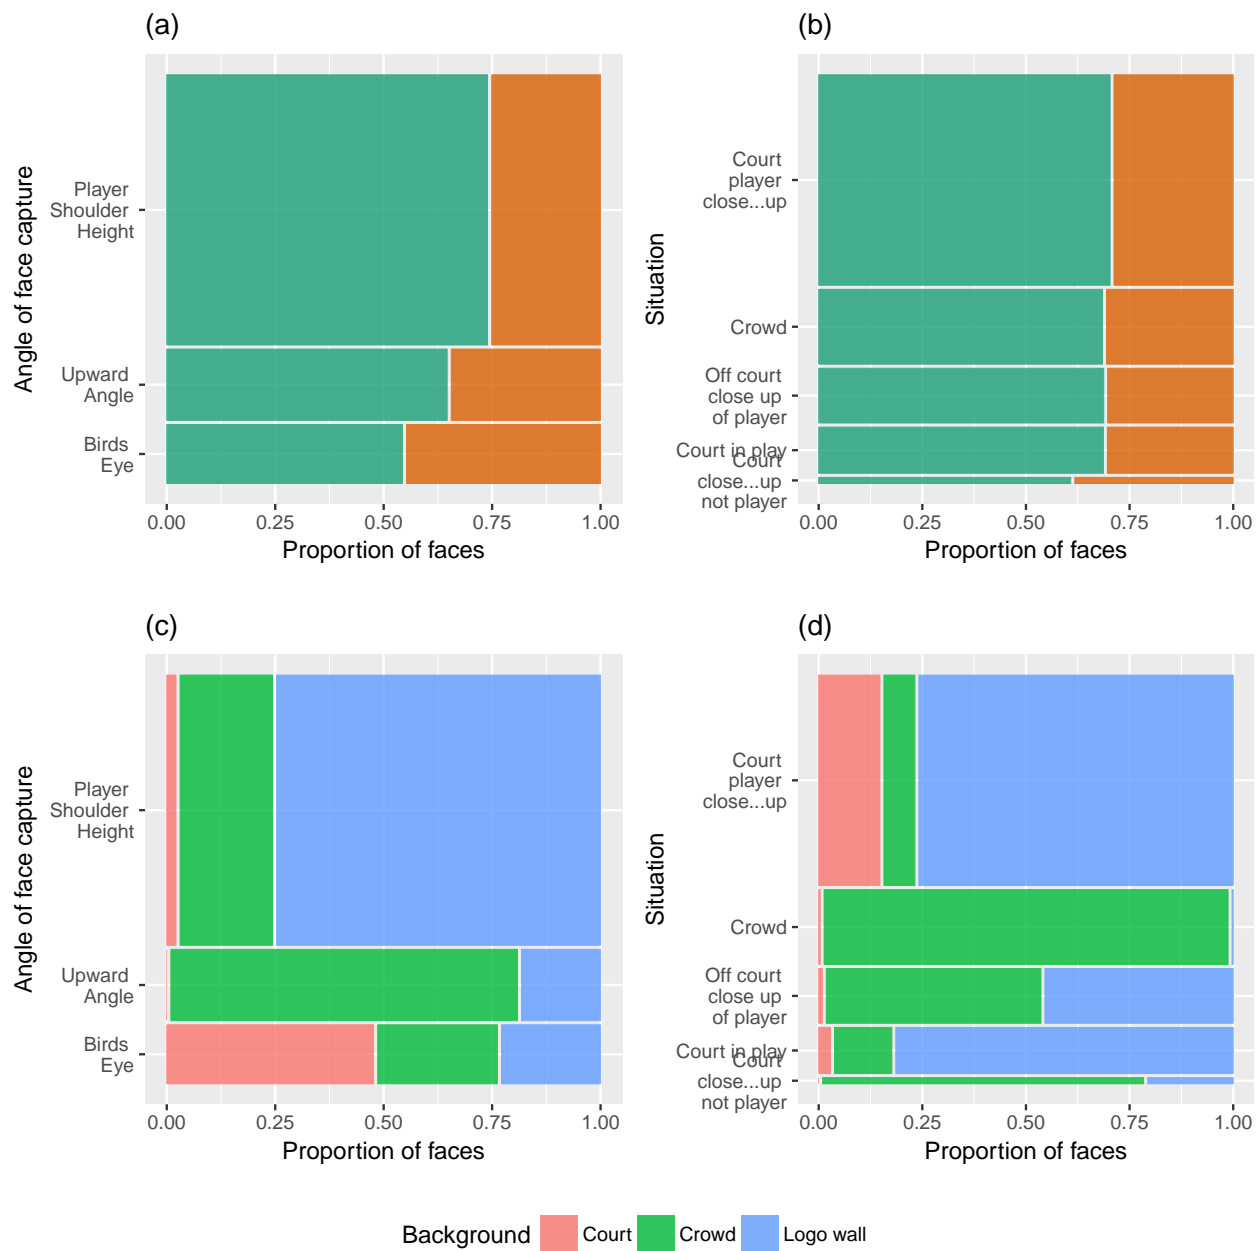 (a)
Angle of face capture
Player
Shoulder
Height
Upward
Angle
Birds
Eye
0.00 0.25 0.50 0.75 1.00
Proportion of faces
(b)
Situation
Court
player
close...up
Crowd
Off court
close up
of player
Court in play
Court
close...up
not player
0.00 0.25 0.50 0.75 1.00
Proportion of faces
(c)
Angle of face capture
Player
Shoulder
Height
Upward
Angle
Birds
Eye
0.00 0.25 0.50 0.75 1.00
Proportion of faces
(d)
Situation
Court
player
close...up
Crowd
Off court
close up
of player
Court in play
Court
close...up
not player
0.00 0.25 0.50 0.75 1.00
Proportion of faces
Background Court Crowd Logo wall